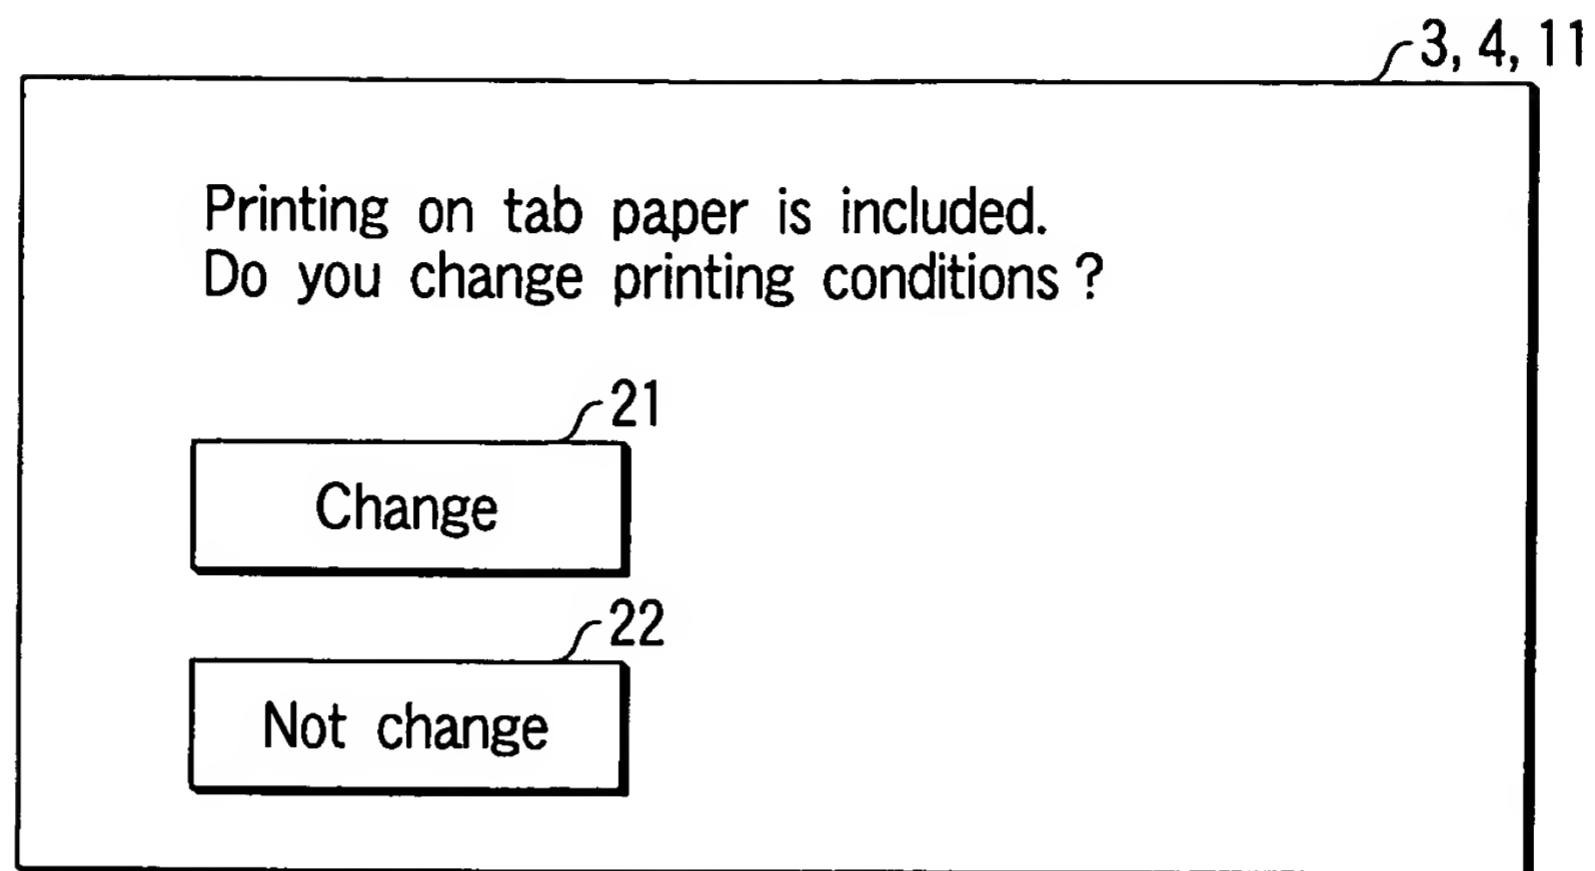 3, 4, 11
Printing on tab paper is included.
Do you change printing conditions ?
21
Change
22
Not change